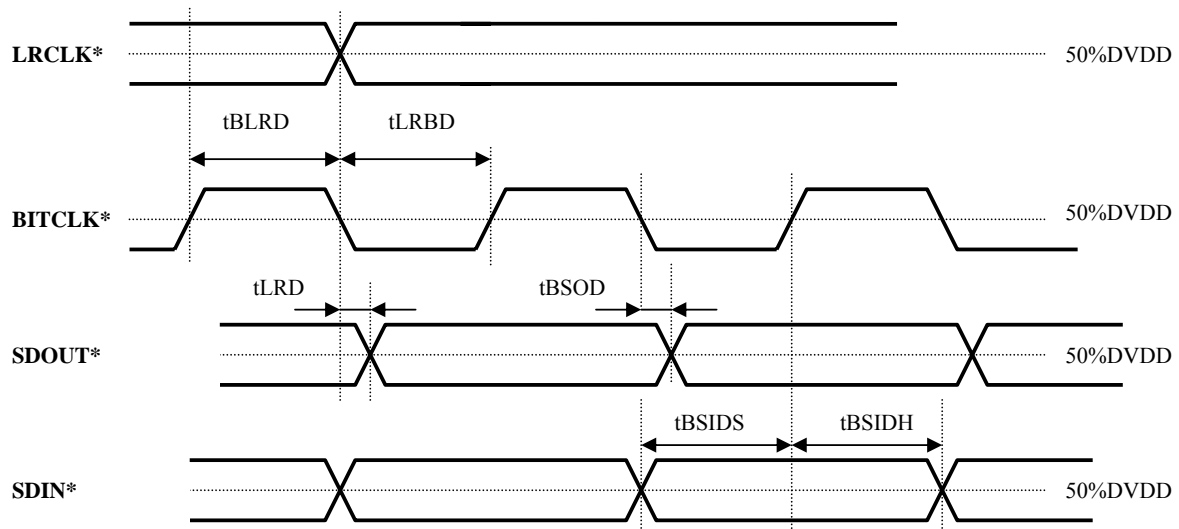 LRCLK* 50%DVDD
tBLRD tLRBD
BITCLK* 50%DVDD
tLRD tBSOD
SDOUT* 50%DVDD
tBSIDS tBSIDH
SDIN* 50%DVDD